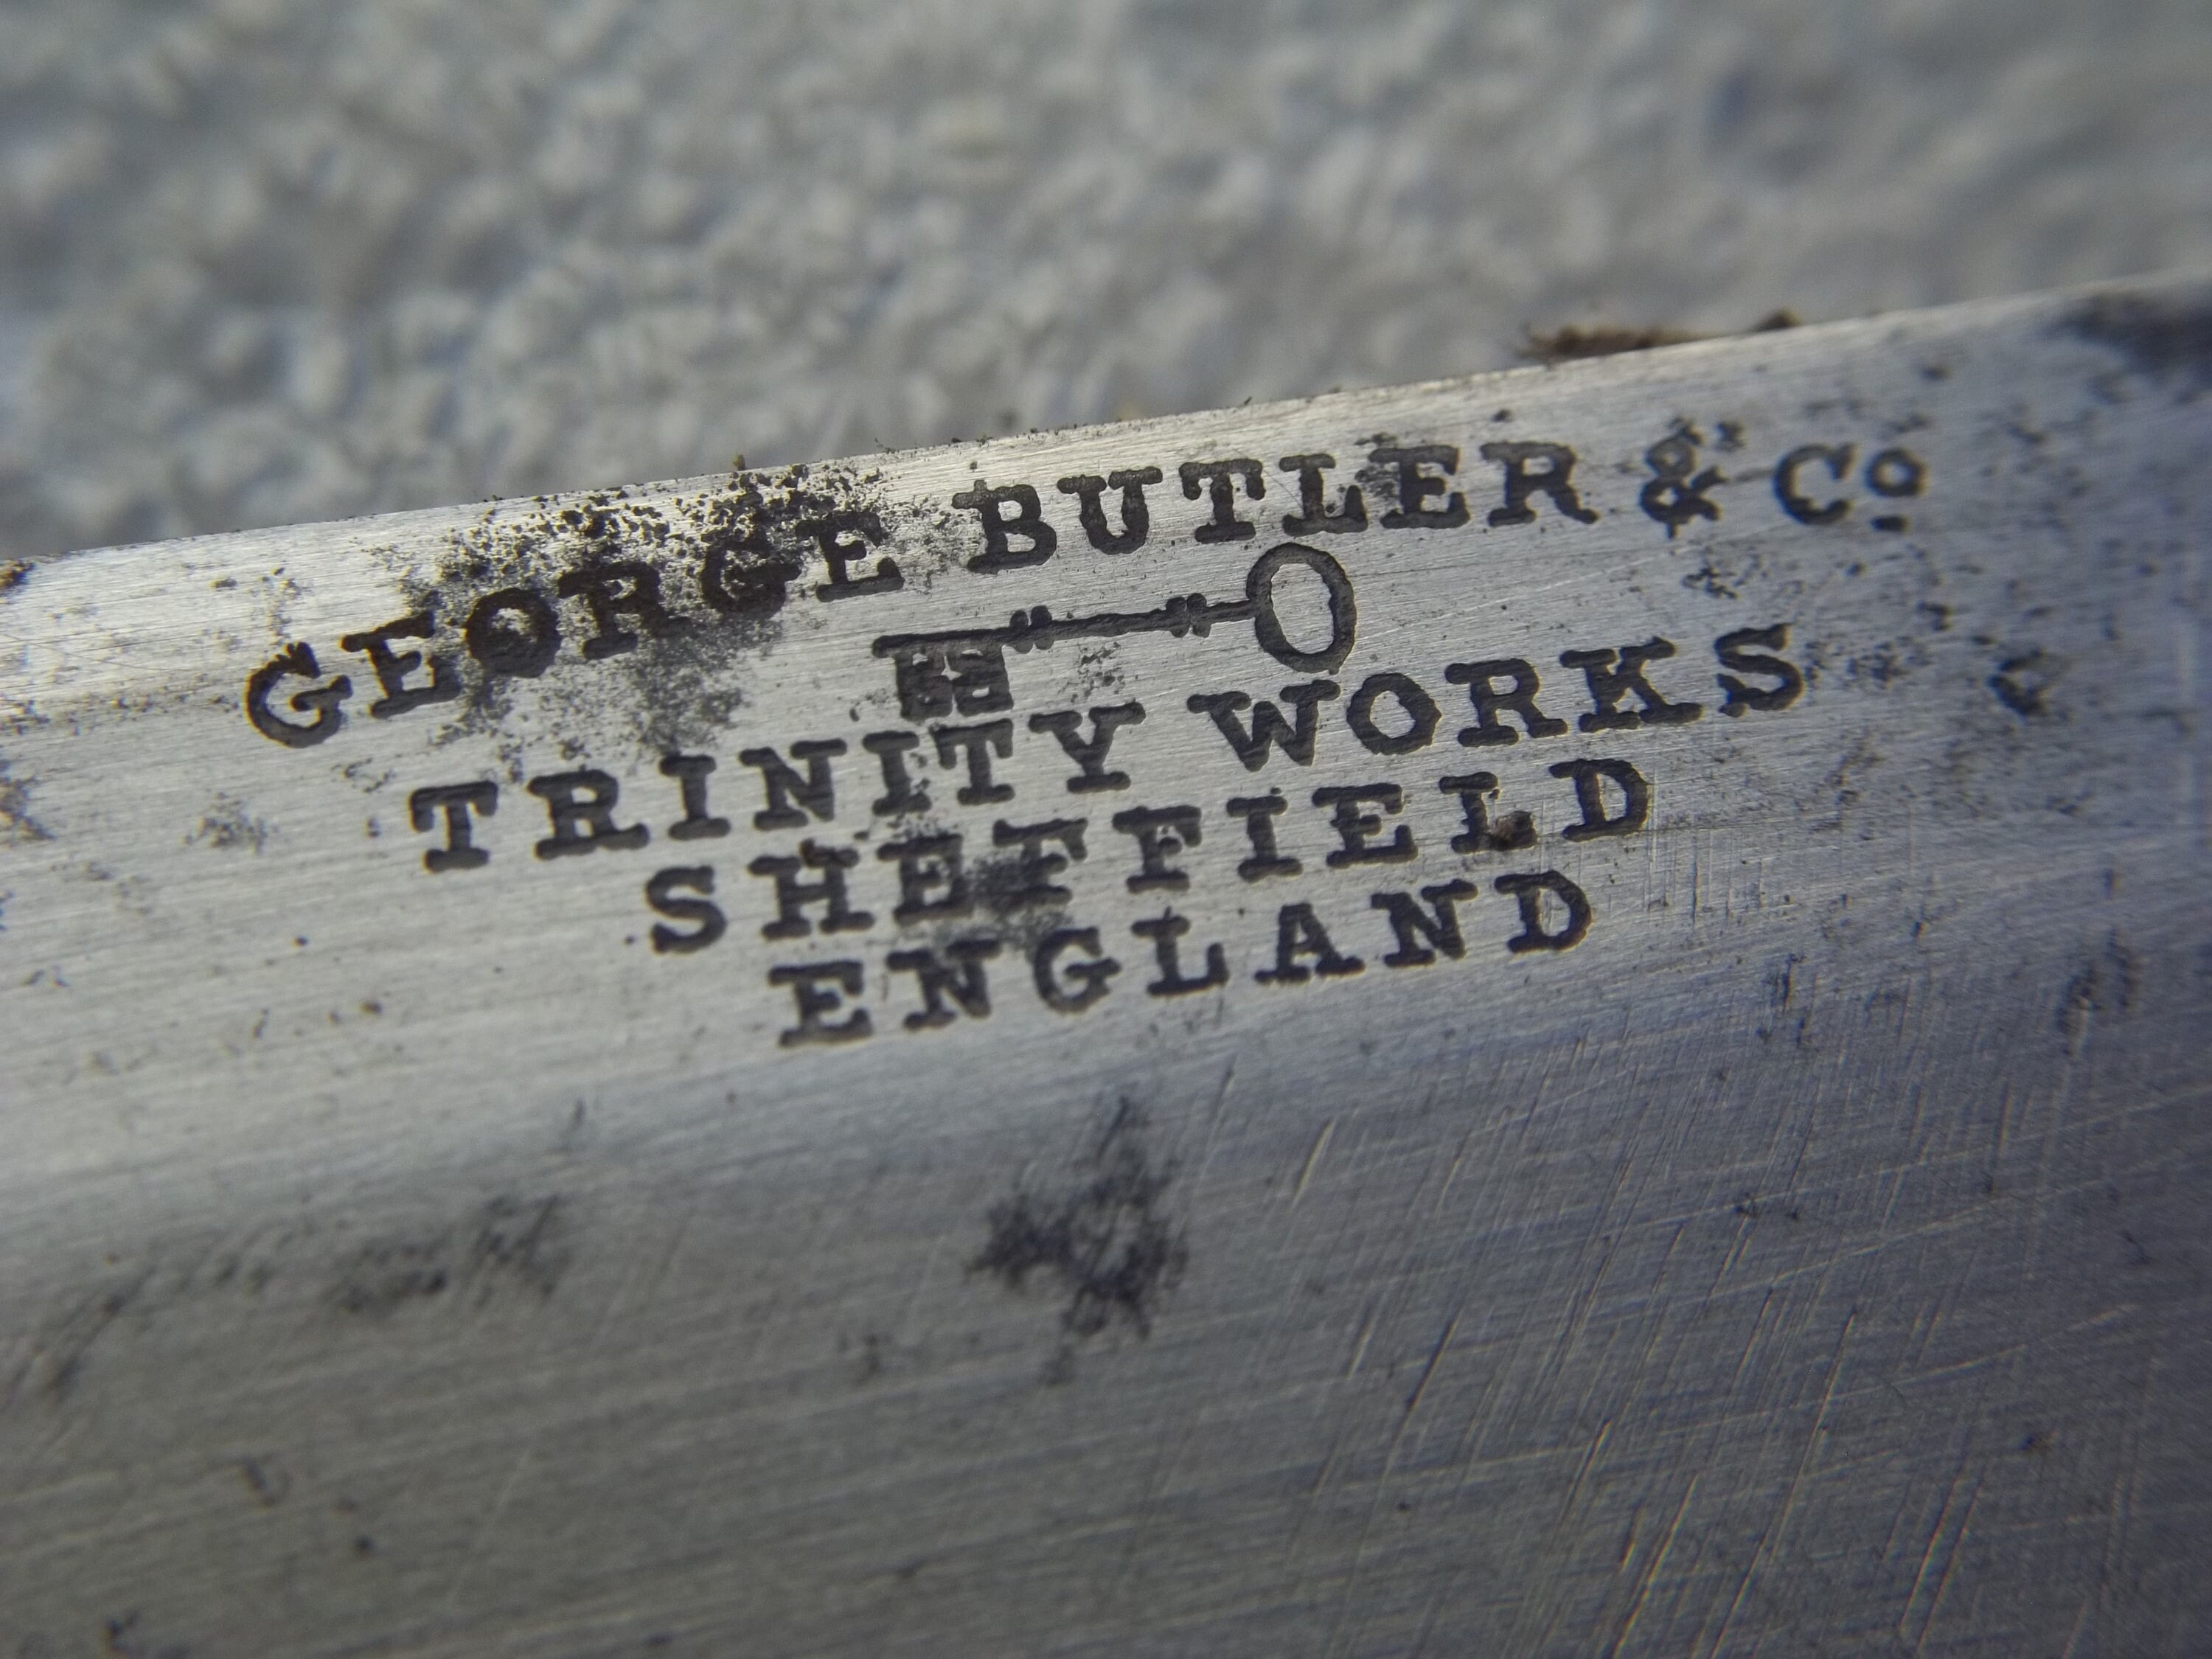 GEORGE BUTLER & Co
TRINITY WORKS
SHEFFIELD
ENGLAND